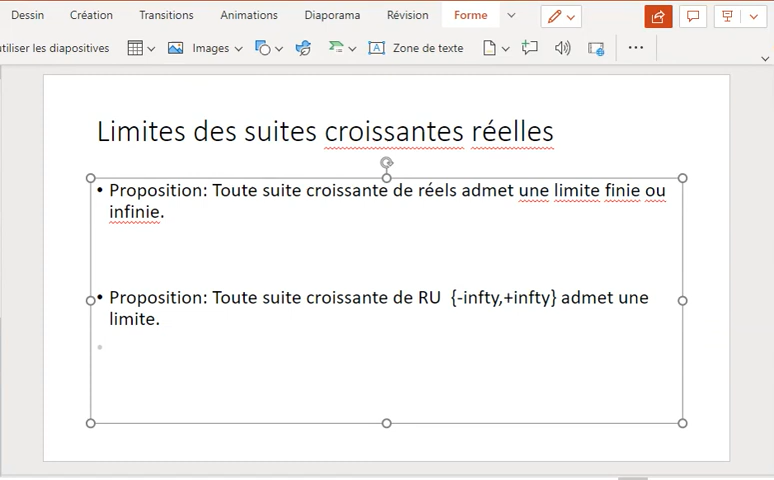 Dessin Création Transitions Animations Diaporama Révision Forme
utiliser les diapositives Images Zone de texte
Limites des suites croissantes réelles
• Proposition: Toute suite croissante de réels admet une limite finie ou
infinie.
• Proposition: Toute suite croissante de RU {-infty,+infty} admet une
limite.